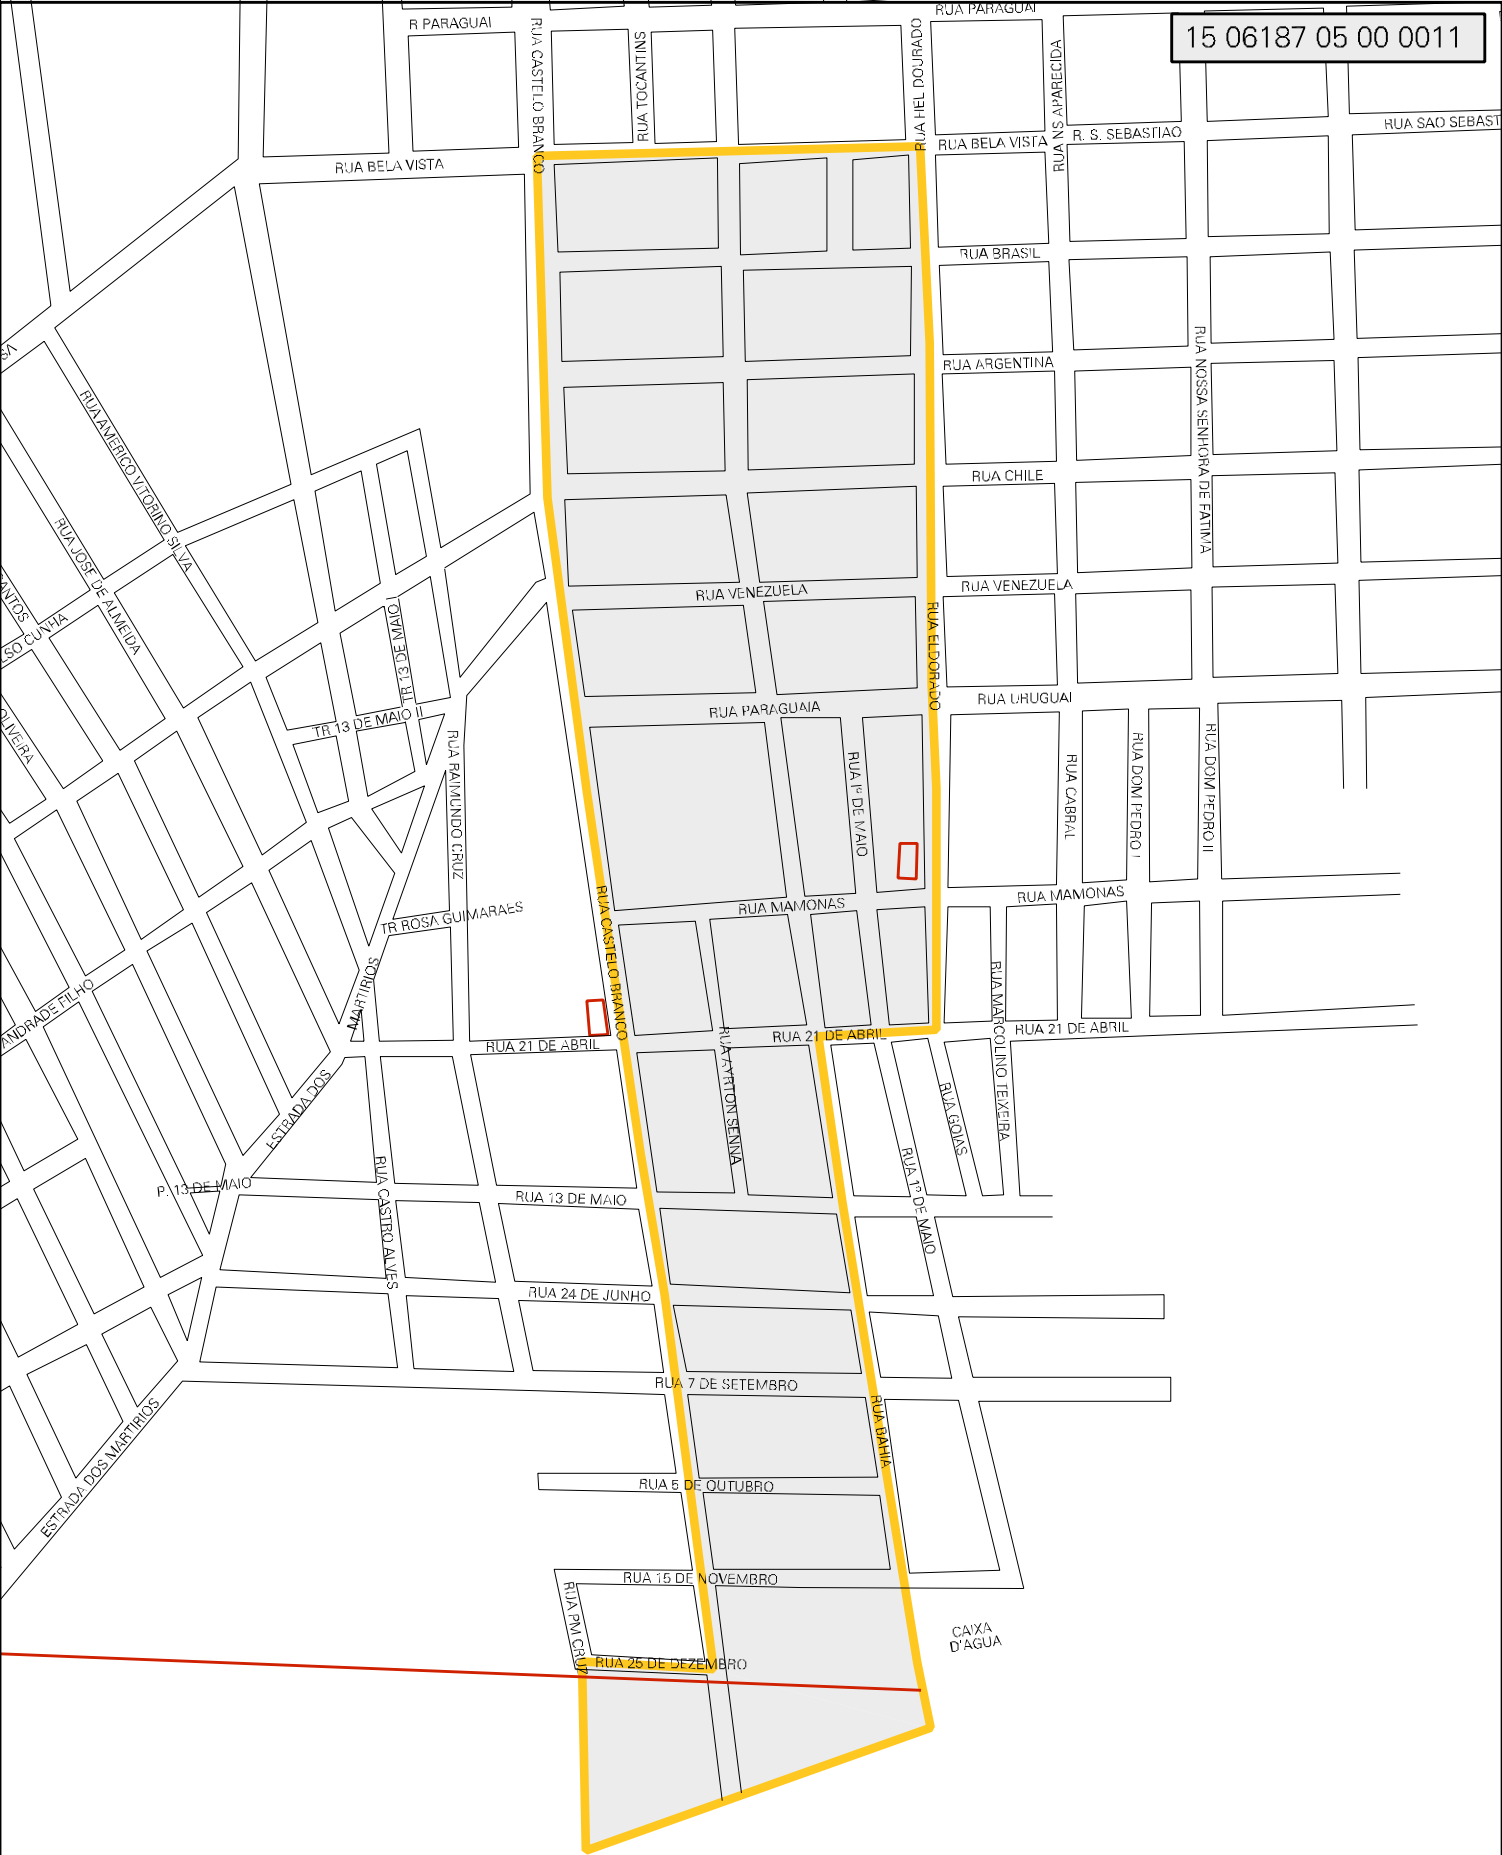 RUA PARAGUAI
R PARAGUAI
15 06187 05 00 0011
RUA CASTELO BRANCO
RUA TOCANTINS
RUA HEL DOURADO
RUA NS APARECIDA
RUA SAO SEBAST
R. S. SEBASTIAO
RUA BELA VISTA
RUA BELA VISTA
RUA BRASIL
RUA ARGENTINA
RUA NOSSA SENHORA DE FATIMA
RUA AMERICO VITORINO SILVA
RUA CHILE
RUA JOSE DE ALMEIDA
RUA VENEZUELA
RUA VENEZUELA
ANTOS
LSO CUNHA
TR 13 DE MAIO I
RUA ELDORADO
RUA URUGUAI
RUA PARAGUAIA
TR 13 DE MAIO II
OLIVEIRA
RUA RAIMUNDO CRUZ
RUA 1º DE MAIO
RUA CABRAL
RUA DOM PEDRO I
RUA DOM PEDRO II
RUA MAMONAS
RUA MAMONAS
TR ROSA GUIMARAES
RUA CASTELO BRANCO
MARTIRIOS
ESTRADA DOS
ANDRADE FILHO
RUA MARCOLINO TEIXEIRA
RUA 21 DE ABRIL
RUA 21 DE ABRIL
RUA 21 DE ABRIL
RUA AYRTON SENNA
RUA GOIAS
RUA 1º DE MAIO
P. 13 DE MAIO
RUA CASTRO ALVES
RUA 13 DE MAIO
RUA 24 DE JUNHO
RUA 7 DE SETEMBRO
RUA BAHIA
ESTRADA DOS MARTIRIOS
RUA 5 DE OUTUBRO
RUA 15 DE NOVEMBRO
RUA PM CRUZ
CAIXA
D'AGUA
RUA 25 DE DEZEMBRO